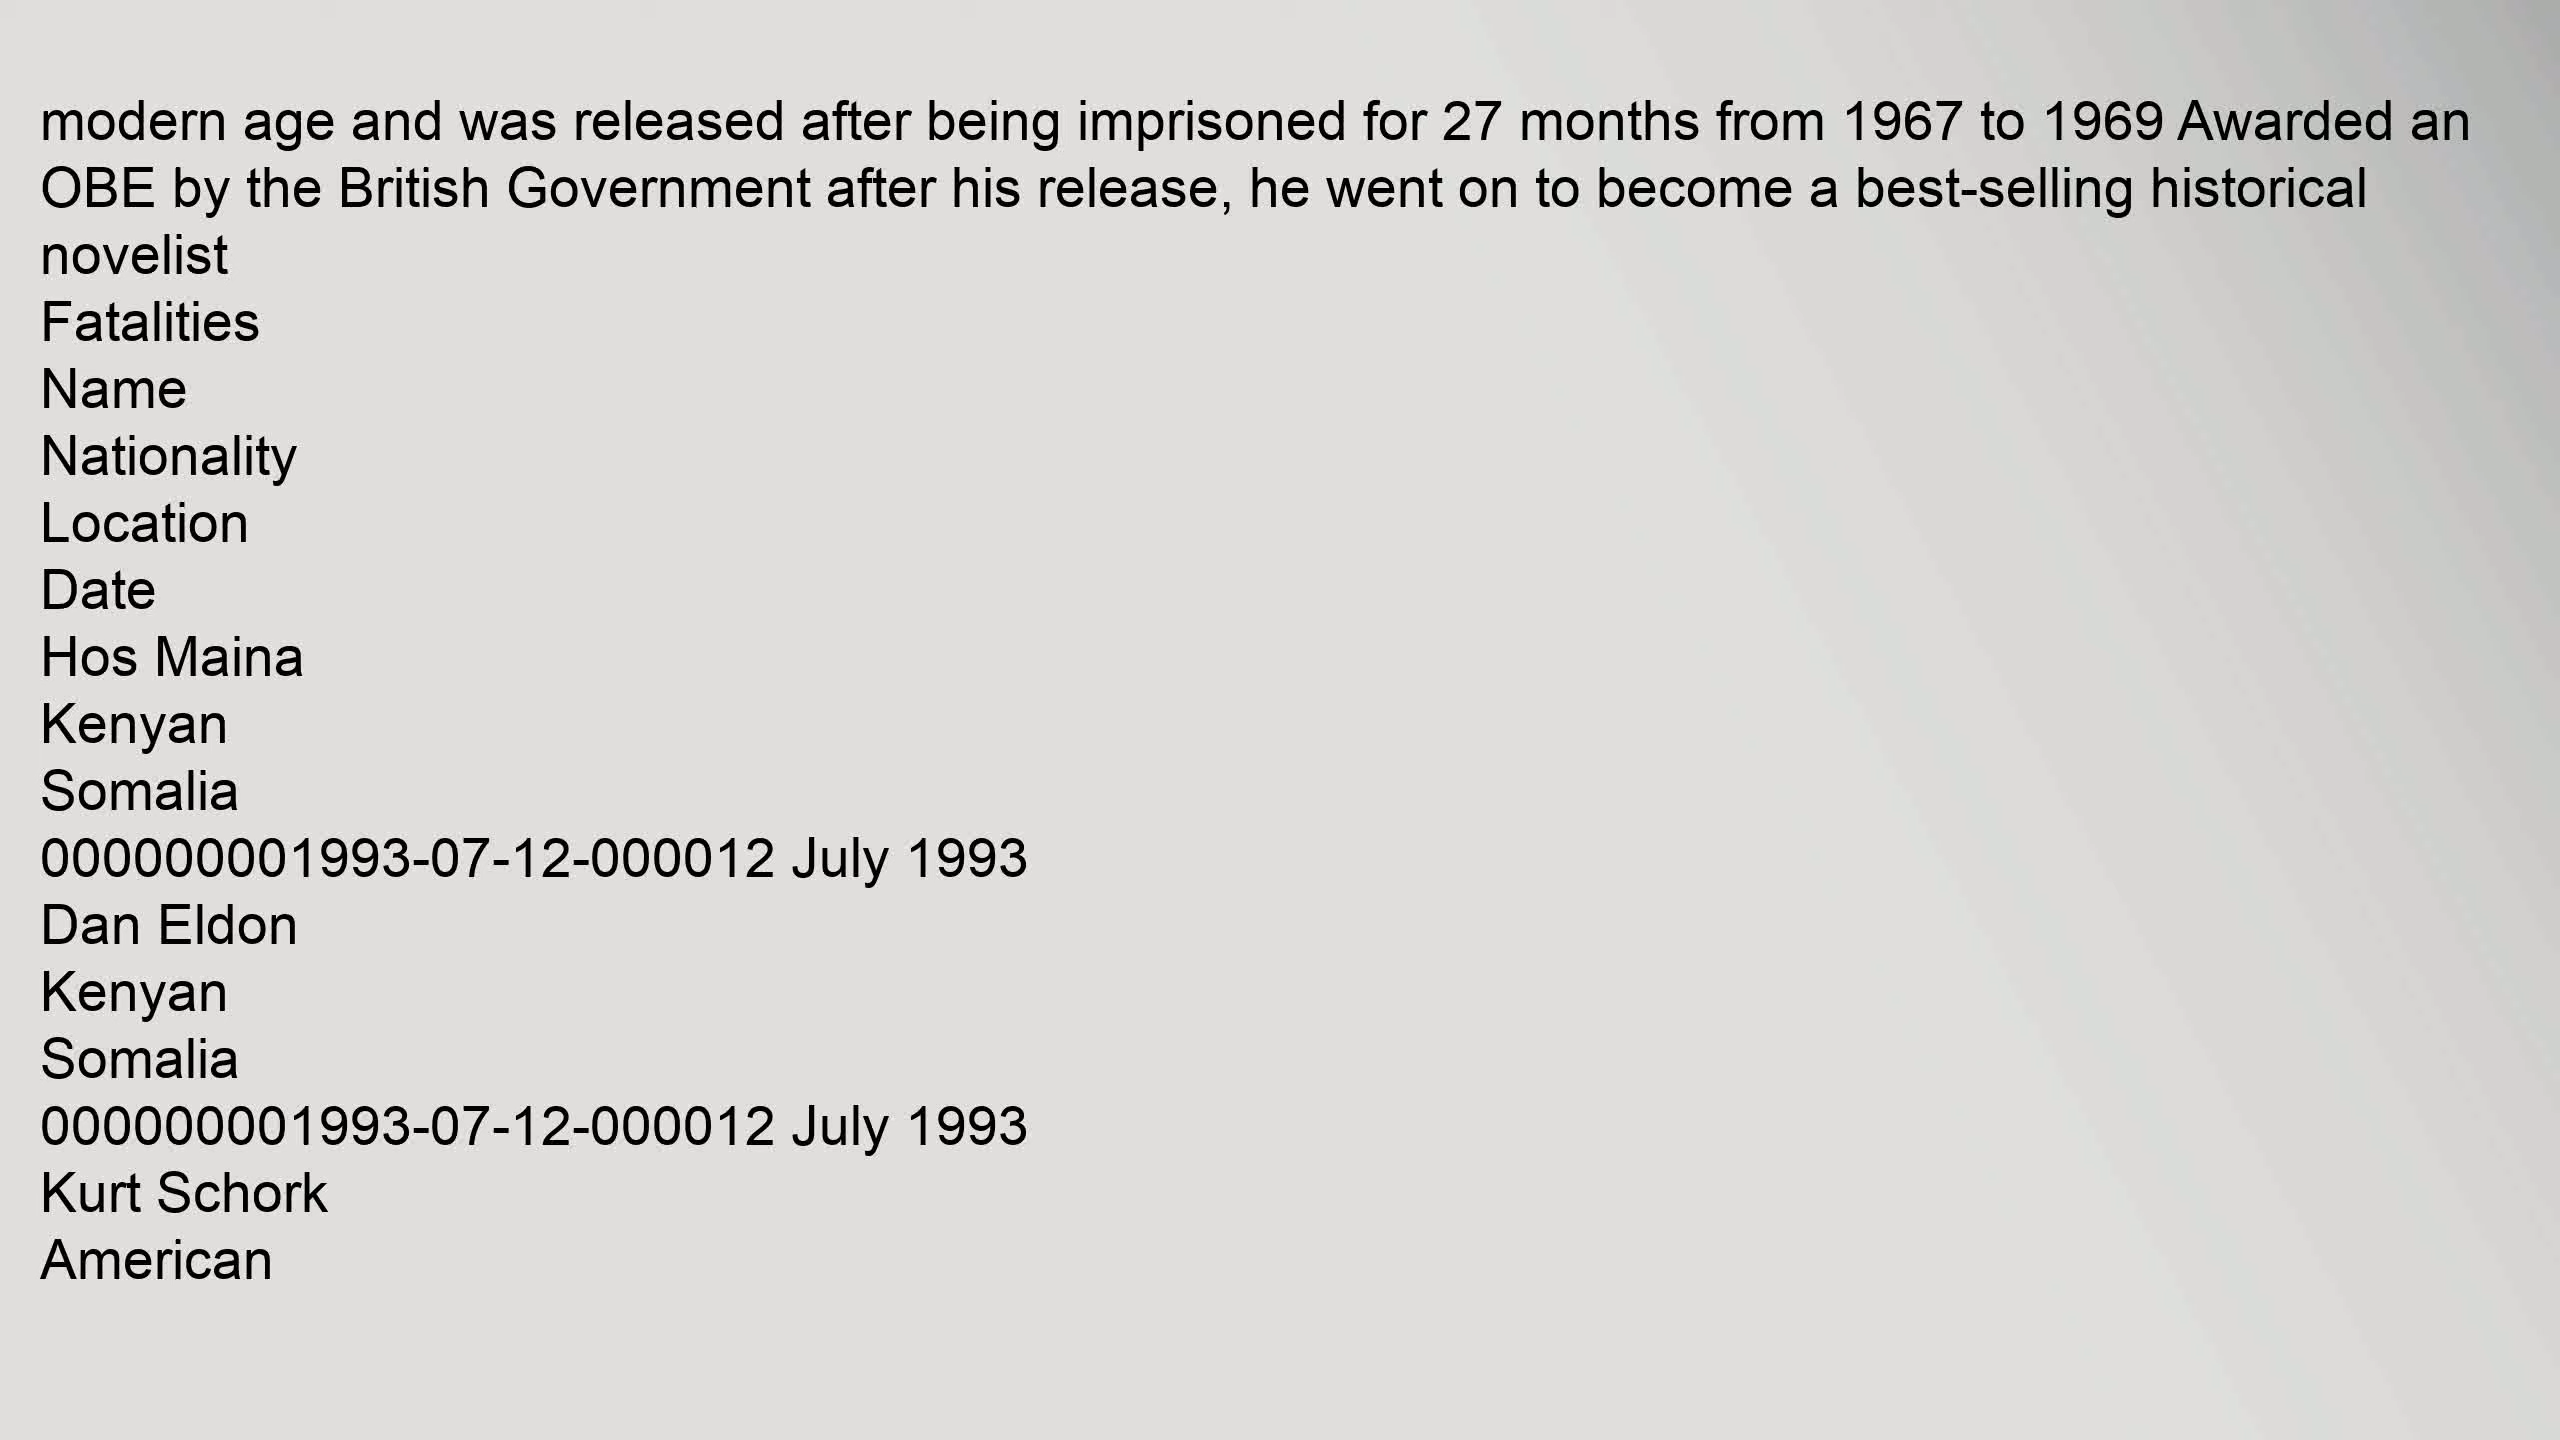 modern age and was released after being imprisoned for 27 months from 1967 to 1969 Awarded an
OBE by the British Government after his release, he went on to become a best-selling historical
novelist
Fatalities
Name
Nationality
Location
Date
Hos Maina
Kenyan
Somalia
000000001993-07-12-000012 July 1993
Dan Eldon
Kenyan
Somalia
000000001993-07-12-000012 July 1993
Kurt Schork
American